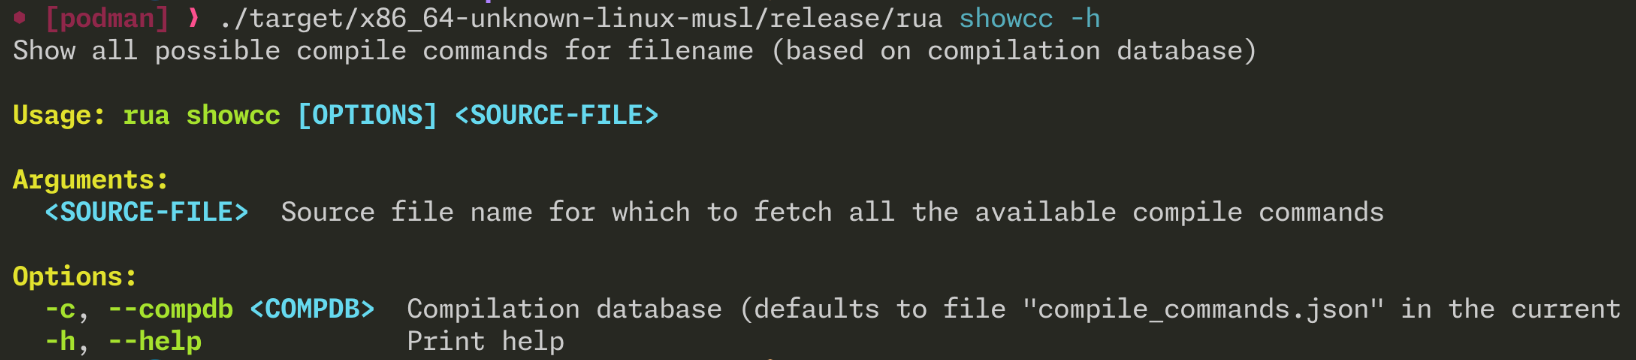 [podman] ❯ ./target/x86_64-unknown-linux-musl/release/rua showcc -h
Show all possible compile commands for filename (based on compilation database)
Usage: rua showcc [OPTIONS] <SOURCE-FILE>
Arguments:
<SOURCE-FILE> Source file name for which to fetch all the available compile commands
Options:
-c, --compdb <COMPDB> Compilation database (defaults to file "compile_commands.json" in the current
-h, --help Print help